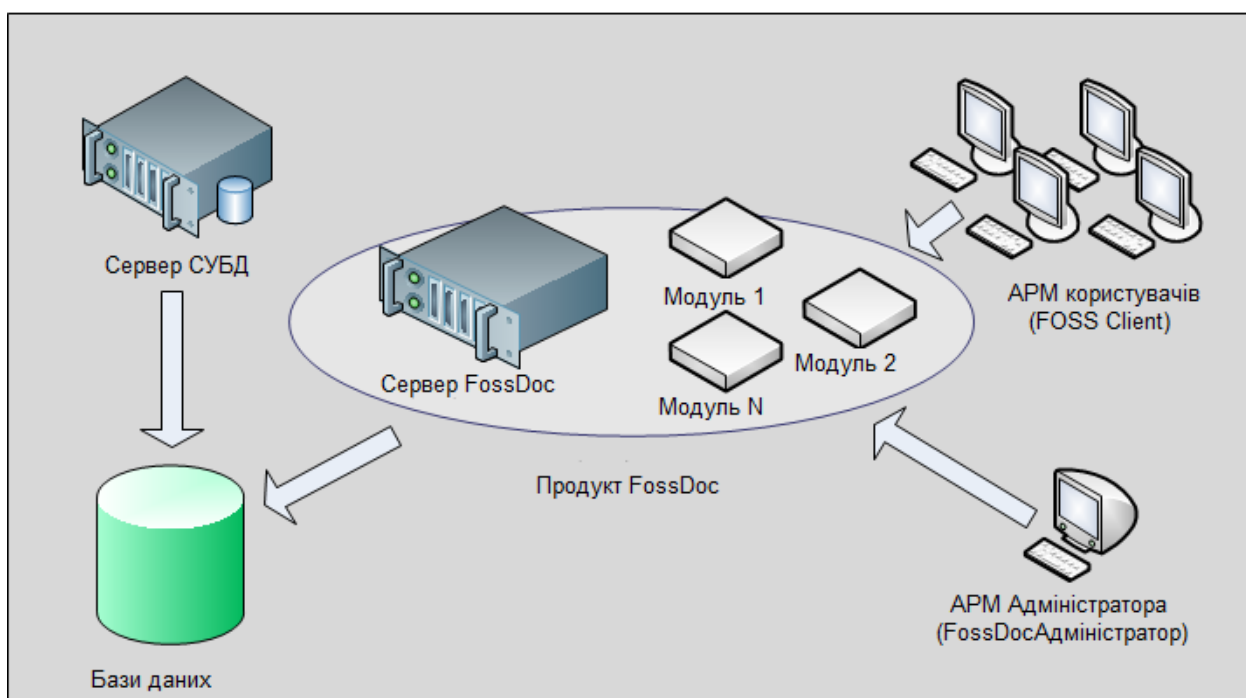 Сервер СУБД
Модуль 1
АРМ користувачів
(FOSS Client)
Модуль 2
Сервер FossDoc
Модуль N
Продукт FossDoc
АРМ Адміністратора
(FossDocАдміністратор)
Бази даних